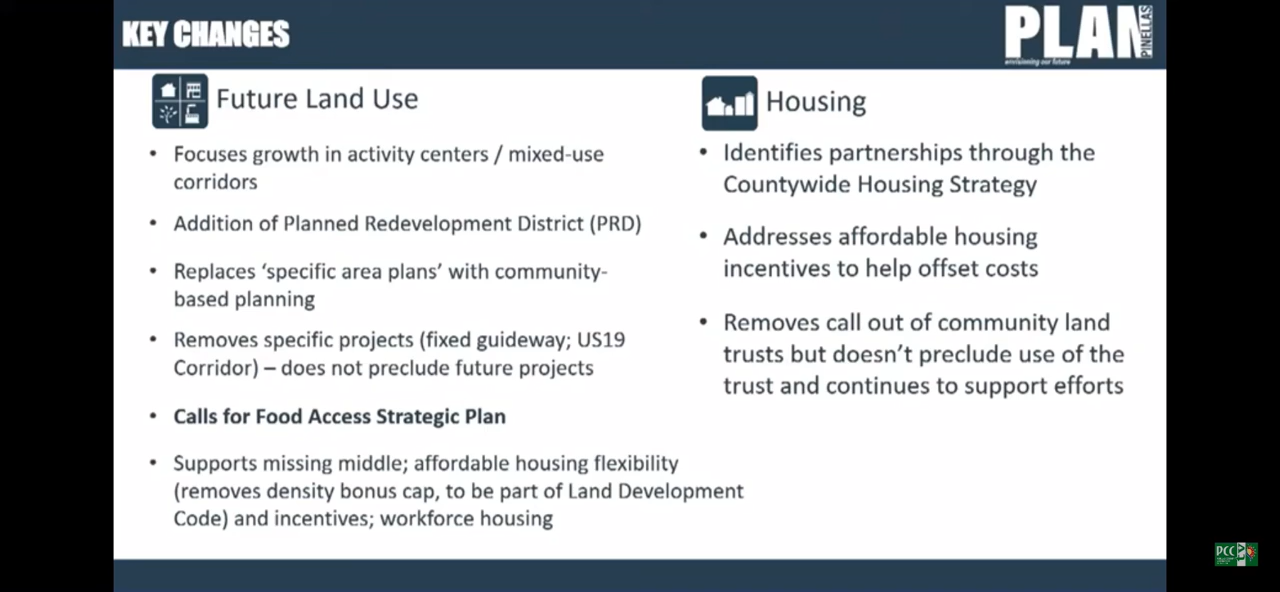 KEY CHANGES
PLAN
PINELLAS
envisioning our future
Future Land Use
• Focuses growth in activity centers / mixed-use
corridors
• Addition of Planned Redevelopment District (PRD)
• Replaces ‘specific area plans’ with community-
based planning
• Removes specific projects (fixed guideway; US19
Corridor) – does not preclude future projects
• Calls for Food Access Strategic Plan
• Supports missing middle; affordable housing flexibility
(removes density bonus cap, to be part of Land Development
Code) and incentives; workforce housing
Housing
• Identifies partnerships through the
Countywide Housing Strategy
• Addresses affordable housing
incentives to help offset costs
• Removes call out of community land
trusts but doesn’t preclude use of the
trust and continues to support efforts
PCC